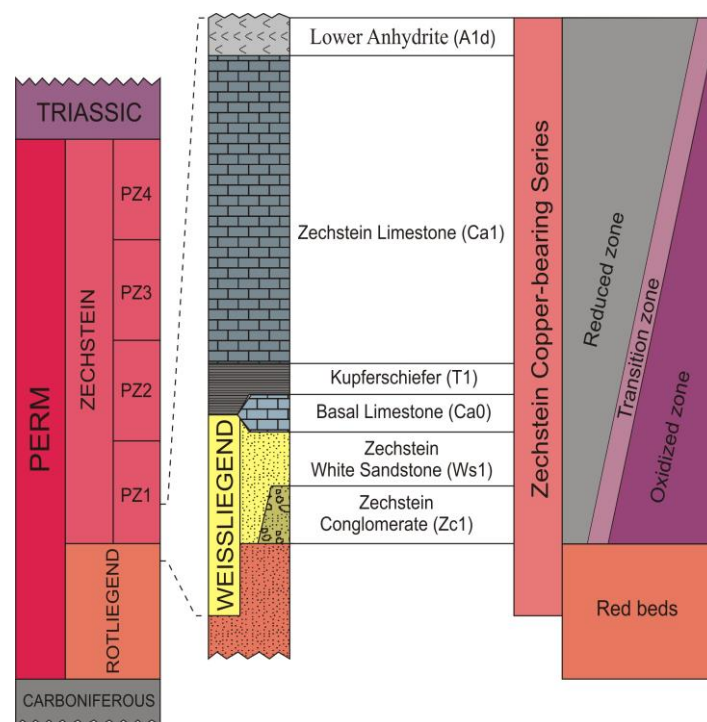 TRIASSIC
PERM
ZECHSTEIN
PZ4
PZ3
PZ2
PZ1
ROTLIEGEND
CARBONIFEROUS
WEISSLIEGEND
Lower Anhydrite (A1d)
Zechstein Limestone (Ca1)
Kupferschiefer (T1)
Basal Limestone (Ca0)
Zechstein
White Sandstone (Ws1)
Zechstein
Conglomerate (Zc1)
Zechstein Copper-bearing Series
Reduced zone
Transition zone
Oxidized zone
Red beds